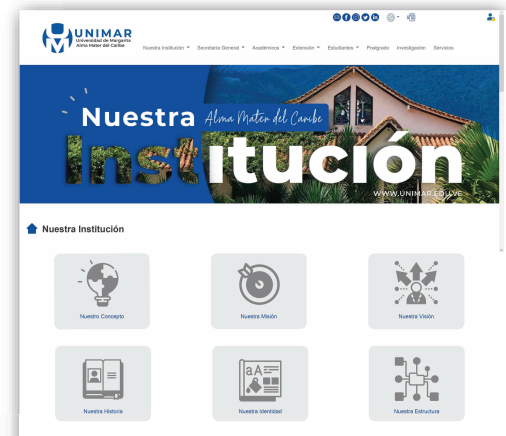 UNIMAR
Universidad de Margarita
Alma Mater del Caribe
Nuestra Institución Secretaría General Académicos Extensión Estudiantes Postgrado Investigación Servicios
Nuestra Alma Mater del Caribe
Institución
WWW.UNIMAR.EDU.VE
Nuestra Institución
Nuestro Concepto Nuestra Misión Nuestra Visión
aA
Nuestra Historia Nuestra Identidad Nuestra Estructura